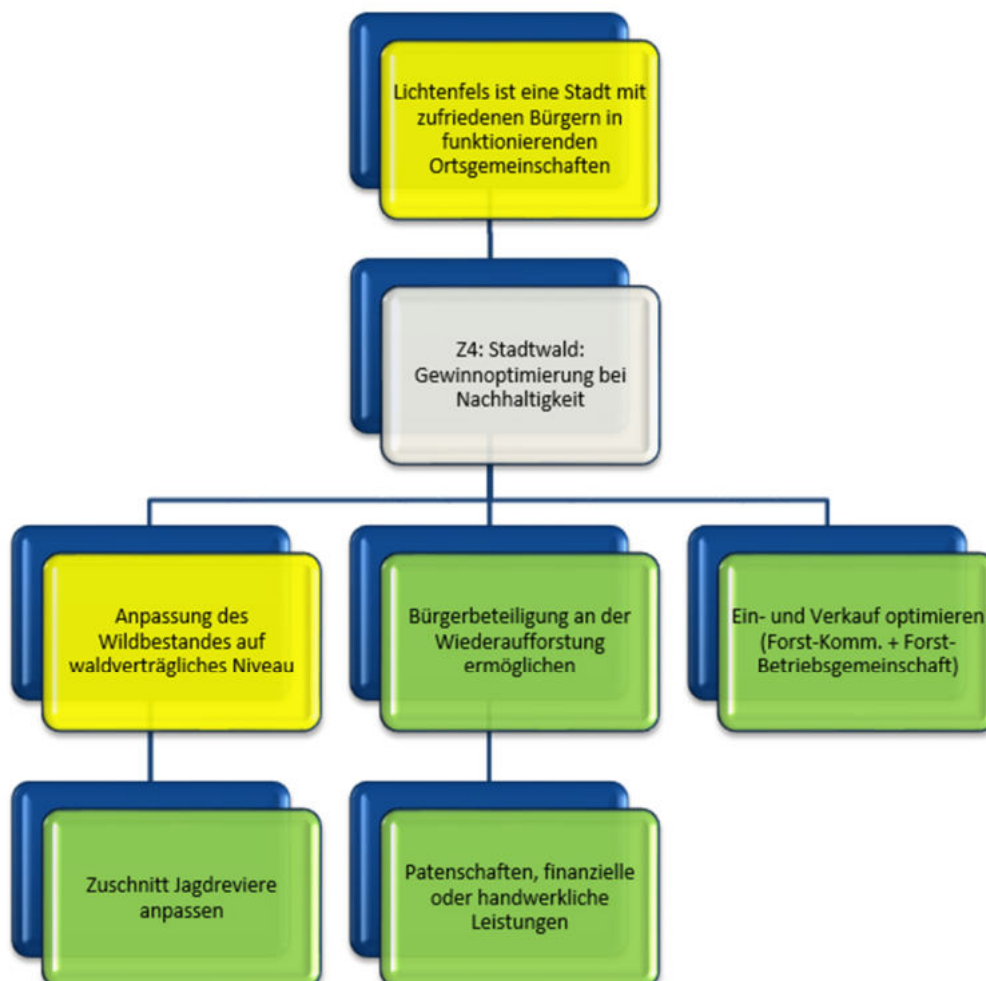 Lichtenfels ist eine Stadt mit
zufriedenen Bürgern in
funktionierenden
Ortsgemeinschaften
Z4: Stadtwald:
Gewinnoptimierung bei
Nachhaltigkeit
Anpassung des
Wildbestandes auf
waldverträgliches Niveau
Bürgerbeteiligung an der
Wiederaufforstung
ermöglichen
Ein- und Verkauf optimieren
(Forst-Komm. + Forst-
Betriebsgemeinschaft)
Zuschnitt Jagdreviere
anpassen
Patenschaften, finanzielle
oder handwerkliche
Leistungen